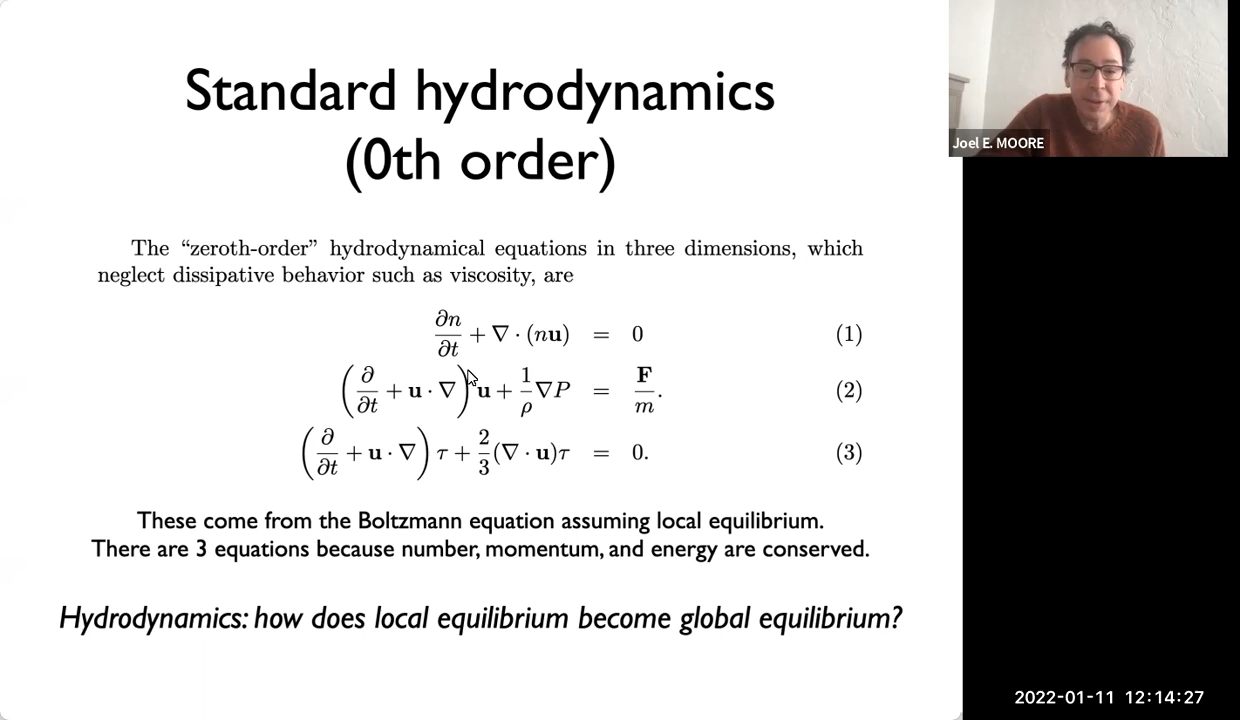 Standard hydrodynamics
(0th order)
The “zeroth-order” hydrodynamical equations in three dimensions, which
neglect dissipative behavior such as viscosity, are
∂n/∂t + ∇ · (nu) = 0 (1)
(∂/∂t + u · ∇) u + 1/ρ ∇P = F/m. (2)
(∂/∂t + u · ∇) τ + 2/3 (∇ · u)τ = 0. (3)
These come from the Boltzmann equation assuming local equilibrium.
There are 3 equations because number, momentum, and energy are conserved.
Hydrodynamics: how does local equilibrium become global equilibrium?
Joel E. MOORE
2022-01-11 12:14:27